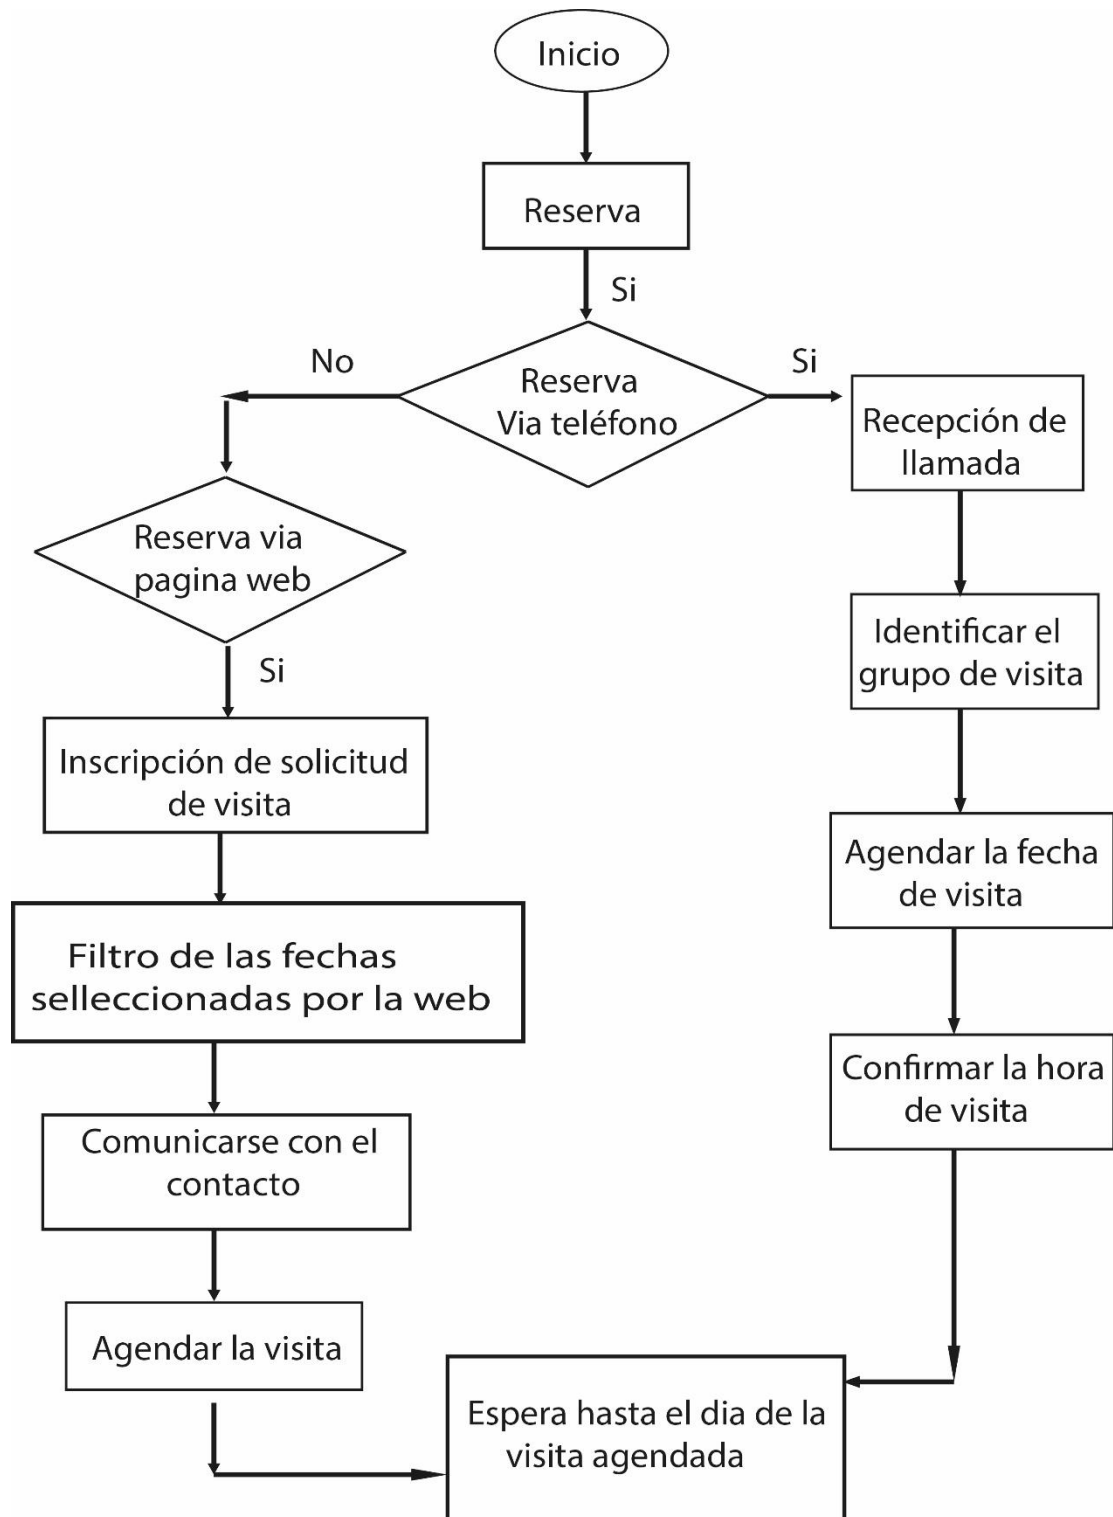 Inicio
Reserva
Si
No
Si
Reserva
Via teléfono
Recepción de
llamada
Reserva via
pagina web
Identificar el
grupo de visita
Si
Inscripción de solicitud
de visita
Agendar la fecha
de visita
Filtro de las fechas
selleccionadas por la web
Confirmar la hora
de visita
Comunicarse con el
contacto
Agendar la visita
Espera hasta el dia de la
visita agendada